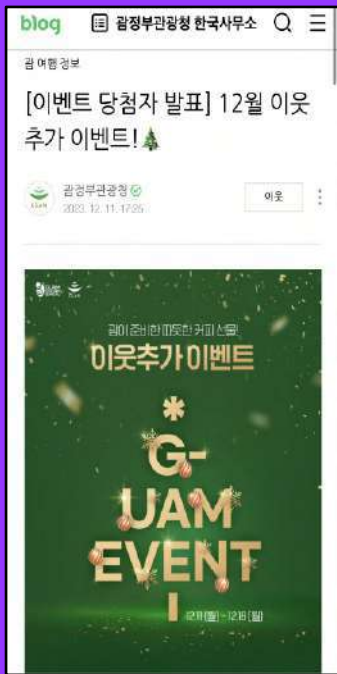 blog 괌정부관광청 한국사무소
괌 여행 정보
[이벤트 당첨자 발표] 12월 이웃
추가 이벤트!🎄
괌정부관광청
2023. 12. 11. 17:25
이웃
괌이 준비한 따뜻한 커피 선물!
이웃추가 이벤트
*
G-
UAM
EVENT
12.11 (월) ~ 12.18 (월)